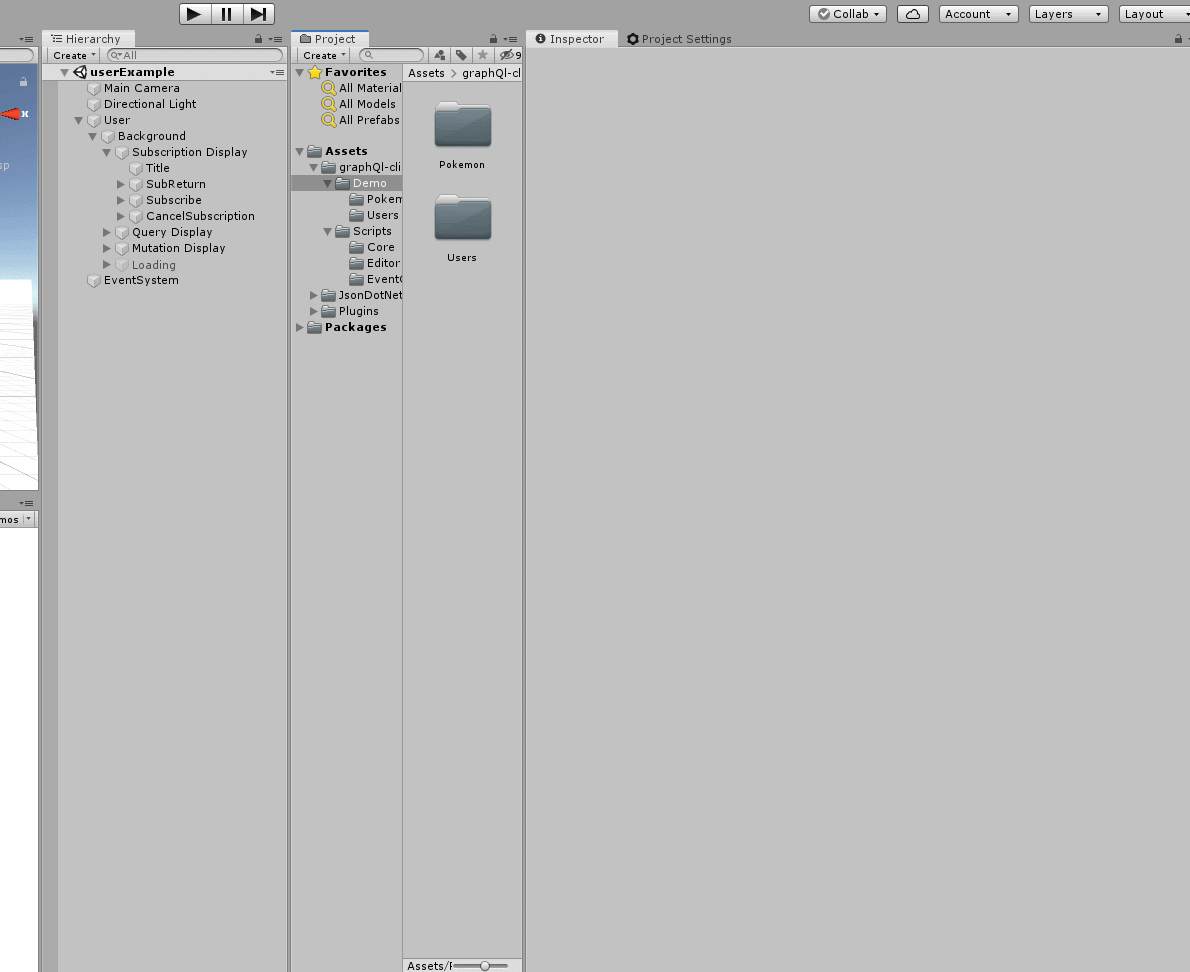 Collab
Account
Layers
Layout
Hierarchy
Create
All
userExample
Main Camera
Directional Light
User
Background
Subscription Display
Title
SubReturn
Subscribe
CancelSubscription
Query Display
Mutation Display
Loading
EventSystem
Project
Create
9
Favorites
All Material
All Models
All Prefabs
Assets
graphQl-cli
Demo
Pokem
Users
Scripts
Core
Editor
EventC
JsonDotNet
Plugins
Packages
Assets > graphQl-cl
Pokemon
Users
Assets/
Inspector
Project Settings
x
sp
mos